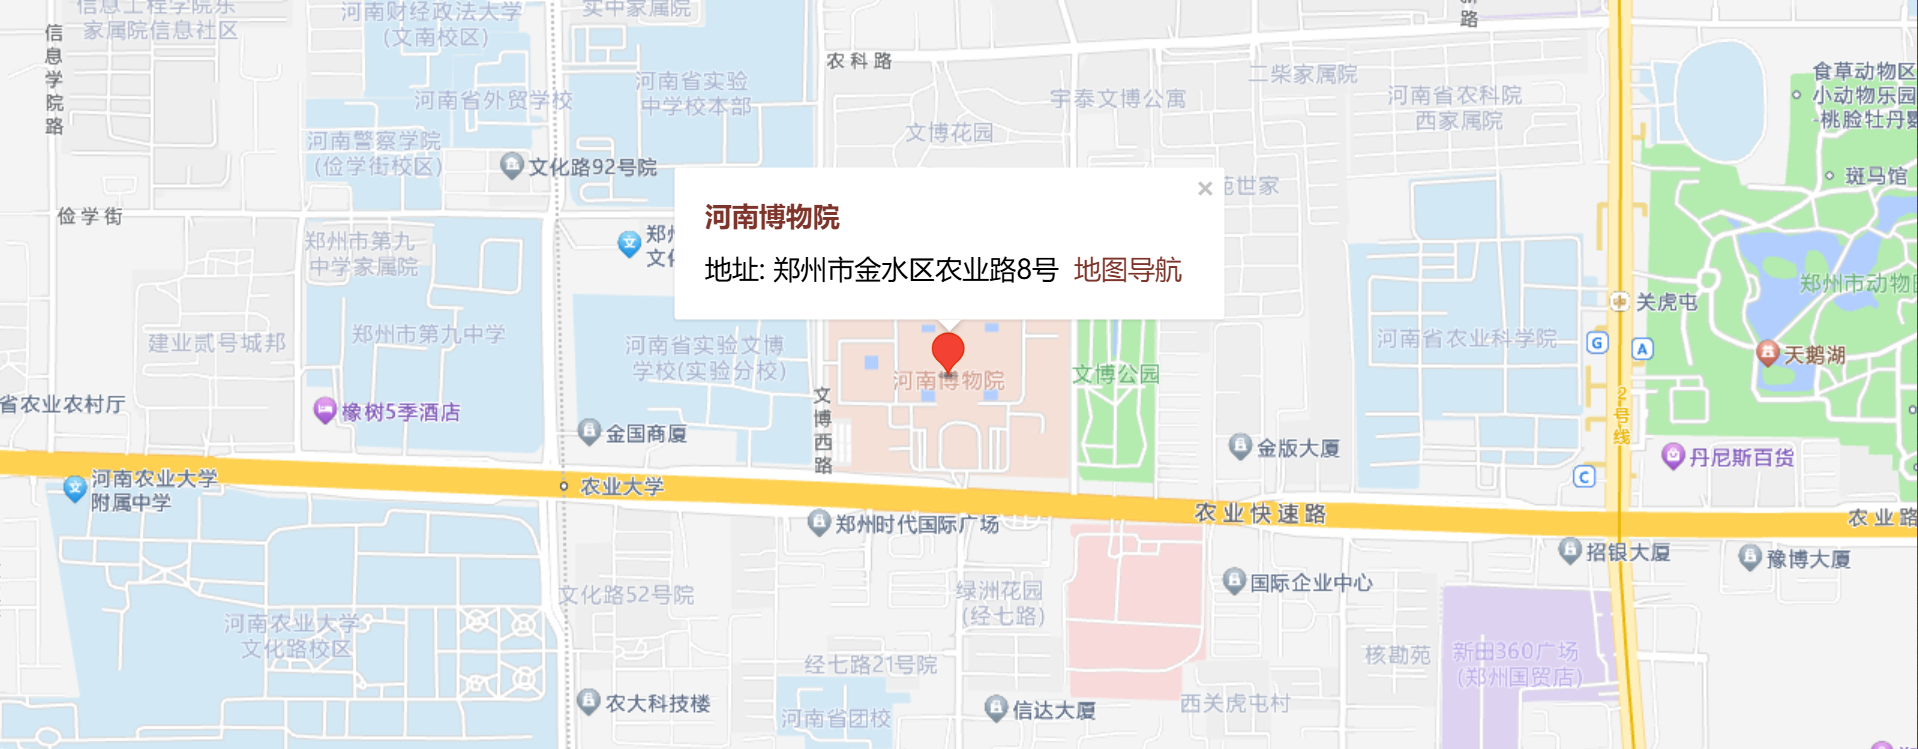 信息工程学院东
家属院信息社区
信息学院路
河南财经政法大学
(文南校区)
实中家属院
农科路
路
河南省实验
中学校本部
河南省外贸学校
二柴家属院
宇泰文博公寓
河南省农科院
西家属院
食草动物区
小动物乐园
文博花园
河南警察学院
(俭学街校区)
文化路92号院
斑马馆
俭学街
郑州市第九
中学家属院
河南博物院
×
地址: 郑州市金水区农业路8号 地图导航
世家
郑州市动物
关虎屯
建业贰号城邦
郑州市第九中学
河南省实验文博
学校(实验分校)
河南博物院
文博公园
河南省农业科学院
G
A
天鹅湖
省农业农村厅
橡树5季酒店
文博西路
金国商厦
金版大厦
2号线
丹尼斯百货
C
河南农业大学
附属中学
农业大学
农业快速路
农业路
郑州时代国际广场
招银大厦
豫博大厦
国际企业中心
文化路52号院
绿洲花园
(经七路)
河南农业大学
文化路校区
经七路21号院
核勘苑
新田360广场
(郑州国贸店)
农大科技楼
河南省团校
信达大厦
西关虎屯村